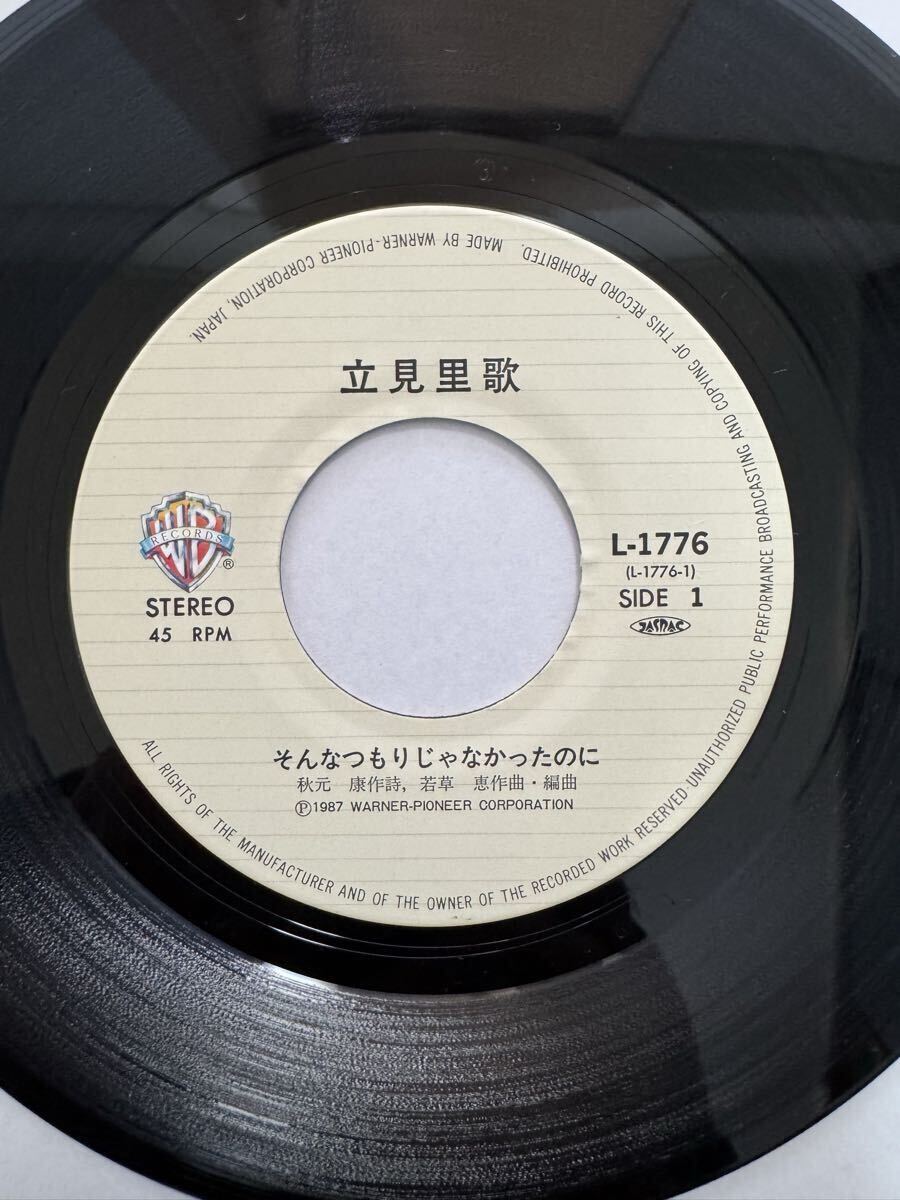 MADE BY WARNER-PIONEER CORPORATION, JAPAN.
立見里歌
RECORDS
WB
®
STEREO
45 RPM
L-1776
(L-1776-1)
SIDE 1
JASRAC
そんなつもりじゃなかったのに
秋元 康作詩, 若草 恵作曲・編曲
Ⓟ1987 WARNER-PIONEER CORPORATION
ALL RIGHTS OF THE MANUFACTURER AND OF THE OWNER OF THE RECORDED WORK RESERVED-UNAUTHORIZED PUBLIC PERFORMANCE BROADCASTING AND COPYING OF THIS RECORD PROHIBITED.